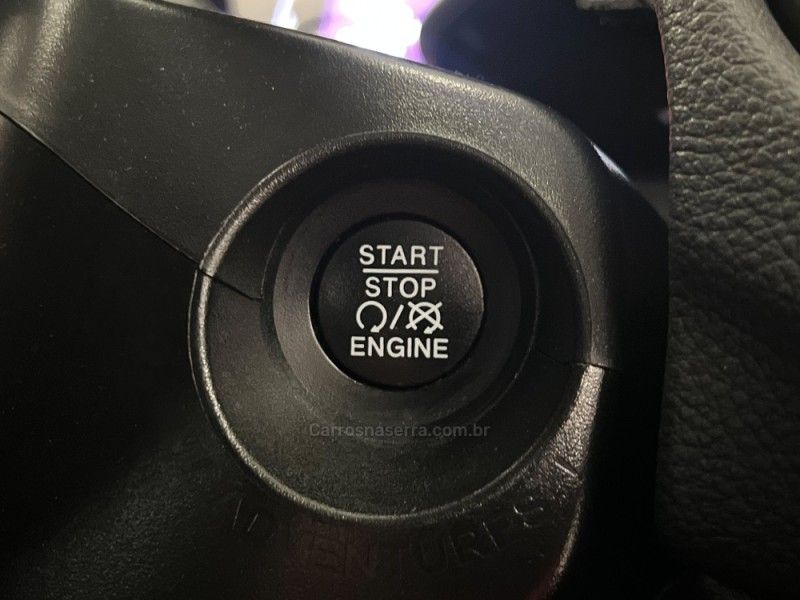 START
STOP
/
ENGINE
Carrosnaserra.com.br